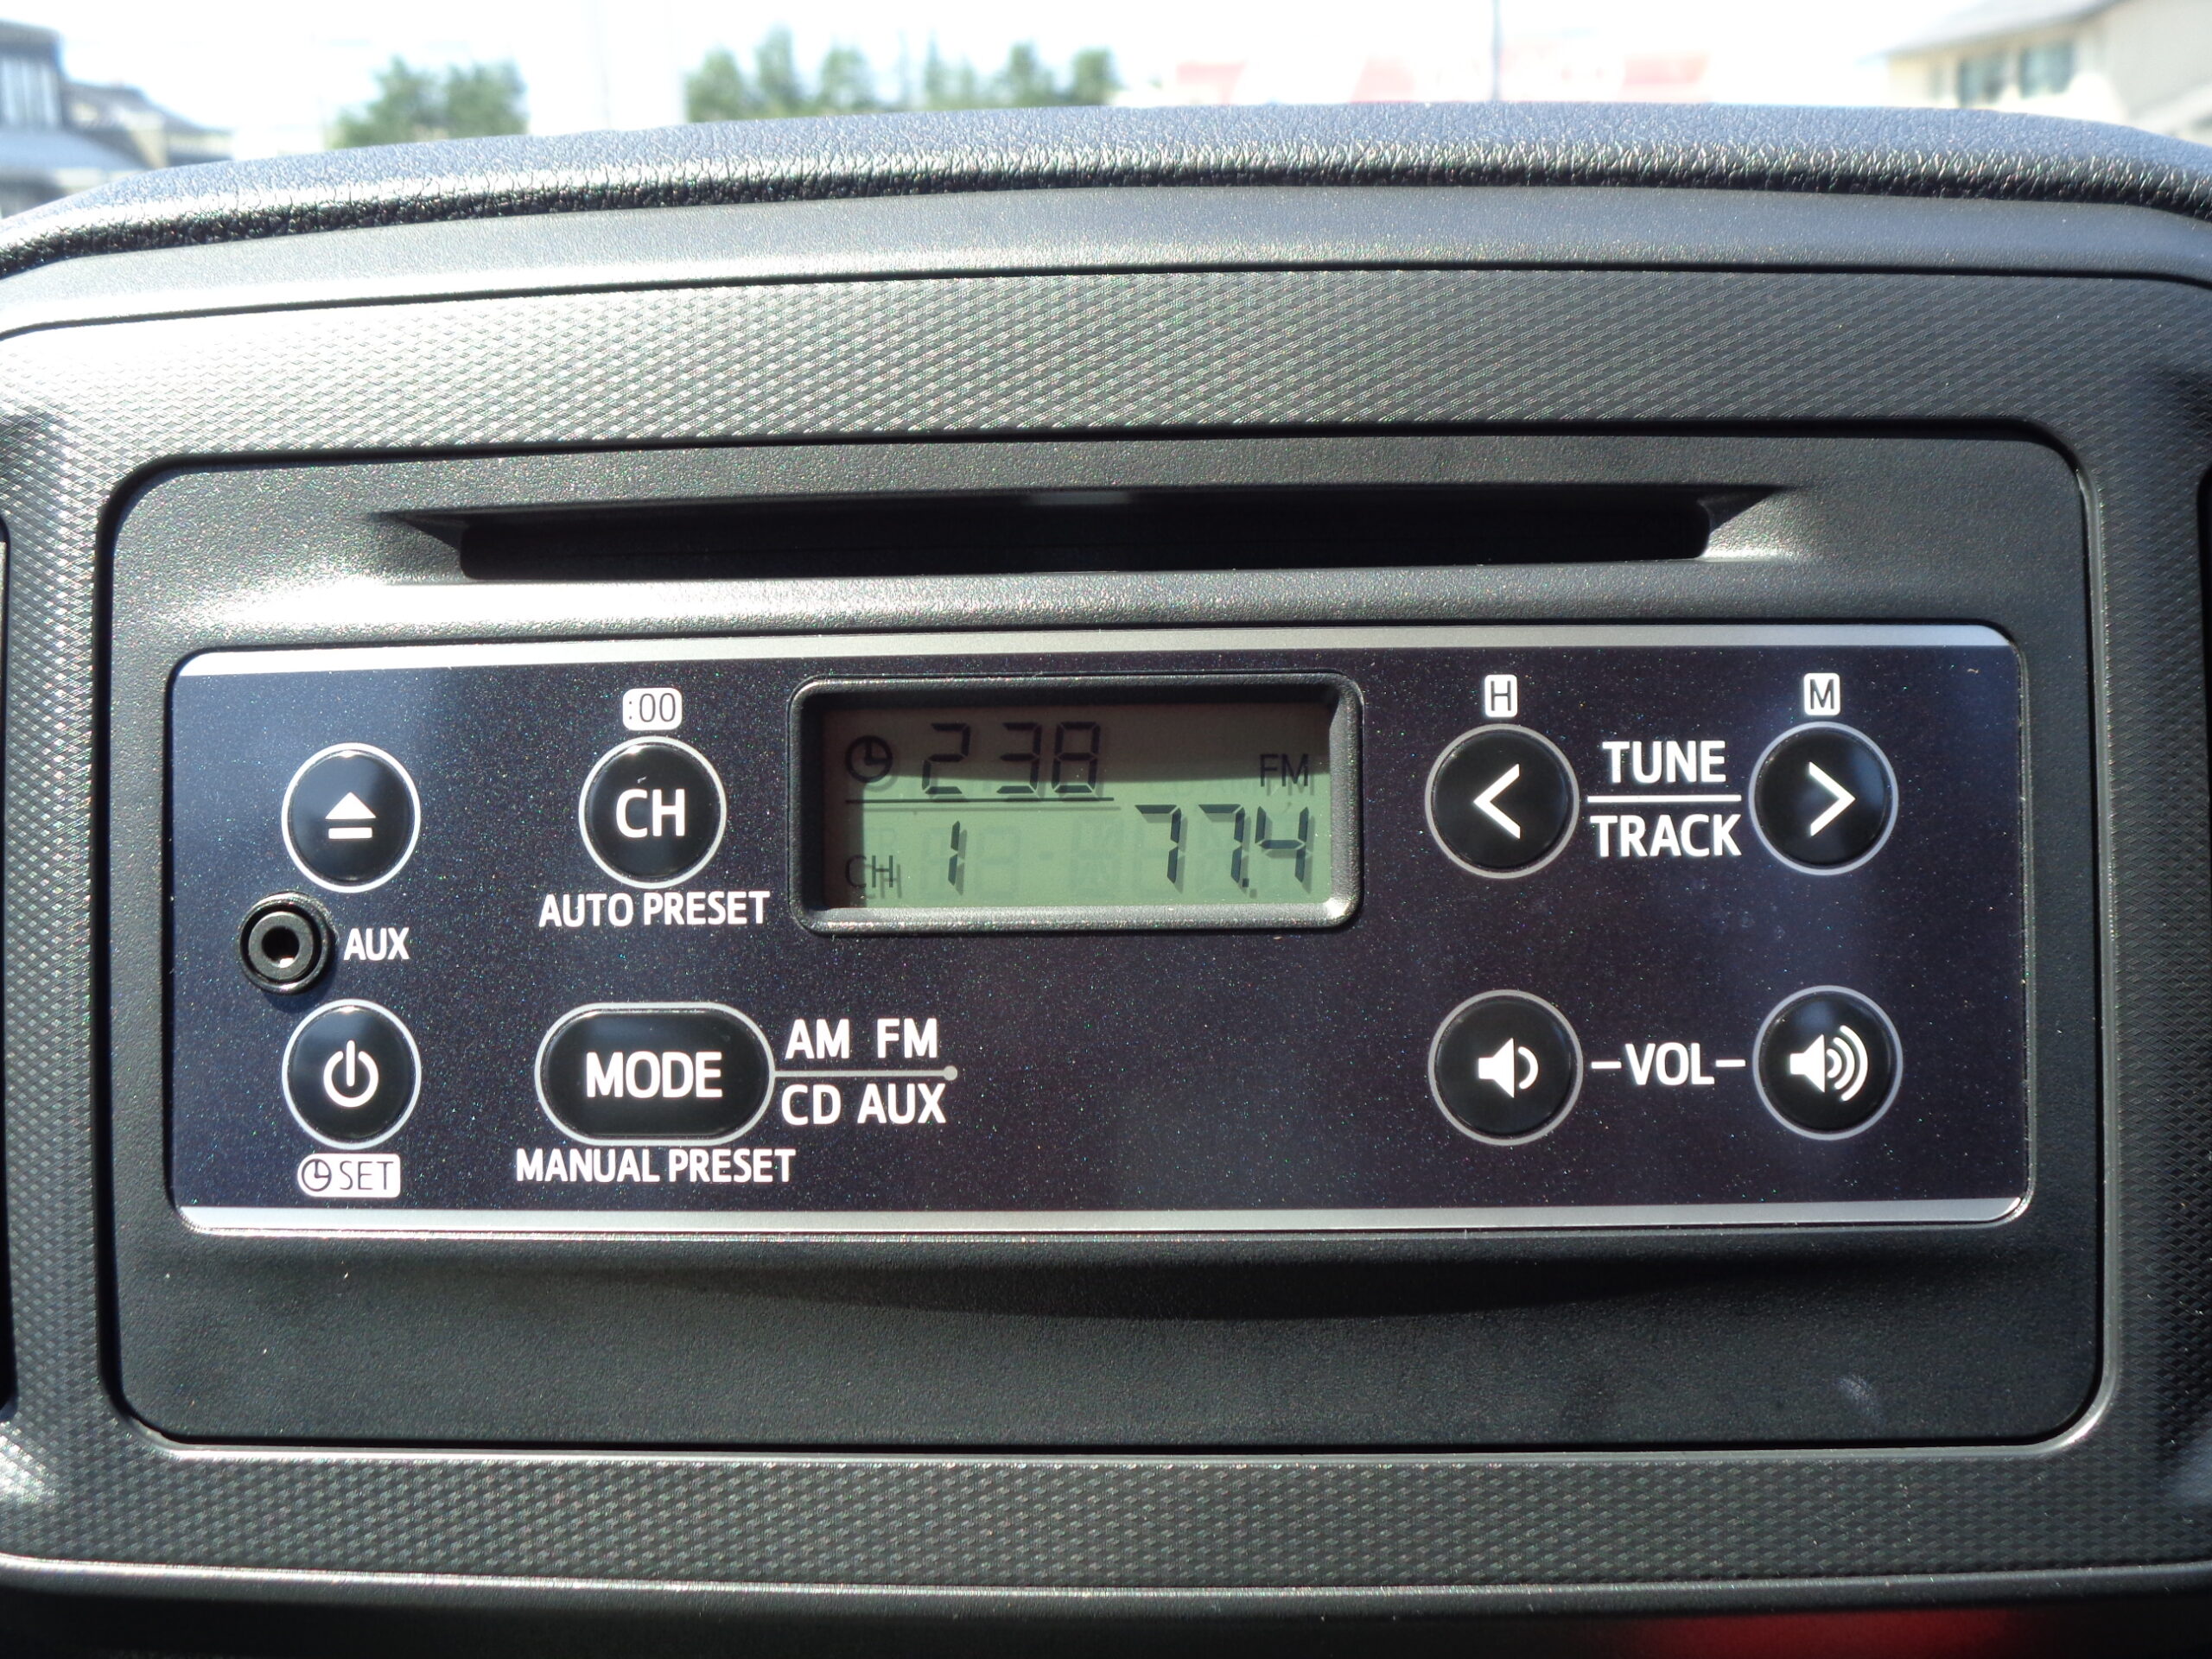 :00
H
M
2:38
FM
CH
TUNE
TRACK
CH 1 77.4
AUTO PRESET
AUX
MODE
AM FM
CD AUX
VOL
MANUAL PRESET
SET